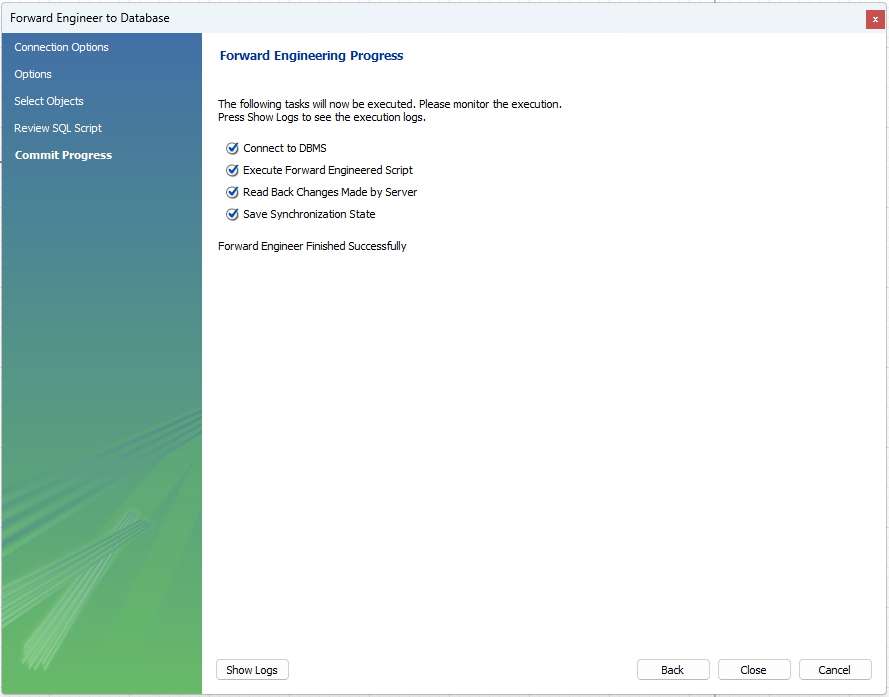 Forward Engineer to Database
x
Connection Options
Options
Select Objects
Review SQL Script
Commit Progress
Forward Engineering Progress
The following tasks will now be executed. Please monitor the execution.
Press Show Logs to see the execution logs.
Connect to DBMS
Execute Forward Engineered Script
Read Back Changes Made by Server
Save Synchronization State
Forward Engineer Finished Successfully
Show Logs
Back
Close
Cancel